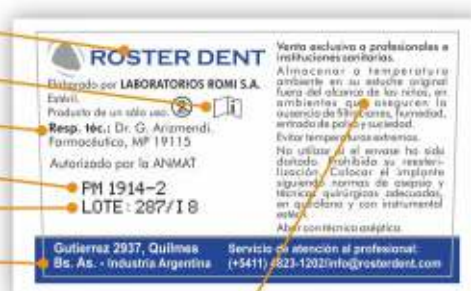 ROSTER DENT
Elaborado por LABORATORIOS ROMI S.A.
Estéril.
Producto de un sólo uso.
Resp. téc.: Dr. G. Arizmendi.
Farmacéutico, MP 19115
Autorizado por la ANMAT
PM 1914-2
LOTE: 287/I 8
Venta exclusiva a profesionales e
instituciones sanitarias.
Almacenar a temperatura
ambiente en su estuche original
fuera del alcance de los niños, en
ambientes que aseguren la
ausencia de filtraciones, humedad,
entrada de polvo y suciedad.
Evitar temperaturas extremas.
No utilizar si el envase ha sido
dañado. Prohibida su reesteri-
lización. Colocar el implante
siguiendo normas de asepsia y
técnicas quirúrgicas adecuadas,
en quirófano y con instrumental
estéril.
Abrir con técnica aséptica.
Gutierrez 2937, Quilmes
Bs. As. - Industria Argentina
Servicio de atención al profesional:
(+5411) 4823-1202/info@rosterdent.com